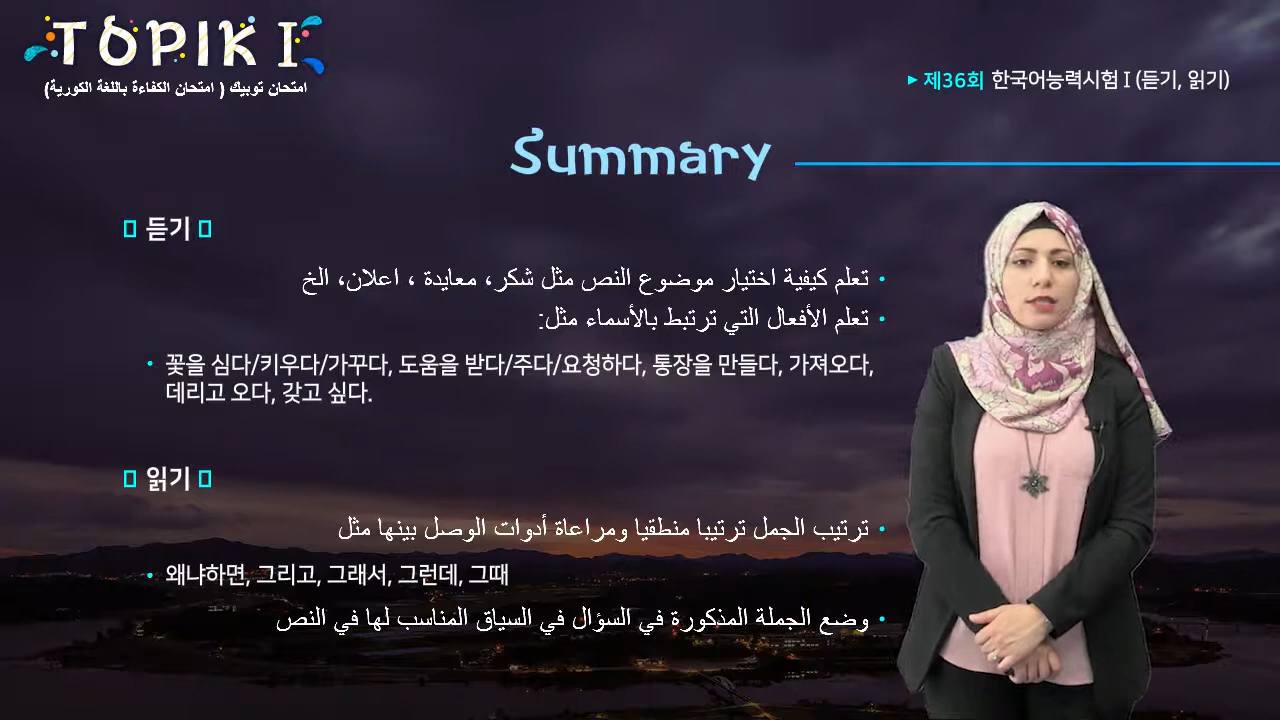 TOPIK I
امتحان توبيك ( امتحان الكفاءة باللغة الكورية)
▸ 제36회 한국어능력시험 I (듣기, 읽기)
Summary
듣기
• تعلم كيفية اختيار موضوع النص مثل شكر، معايدة ، اعلان، الخ
• تعلم الأفعال التي ترتبط بالأسماء مثل:
• 꽃을 심다/키우다/가꾸다, 도움을 받다/주다/요청하다, 통장을 만들다, 가져오다,
데리고 오다, 갖고 싶다.
읽기
• ترتيب الجمل ترتيبا منطقيا ومراعاة أدوات الوصل بينها مثل
• 왜냐하면, 그리고, 그래서, 그런데, 그때
• وضع الجملة المذكورة في السؤال في السياق المناسب لها في النص